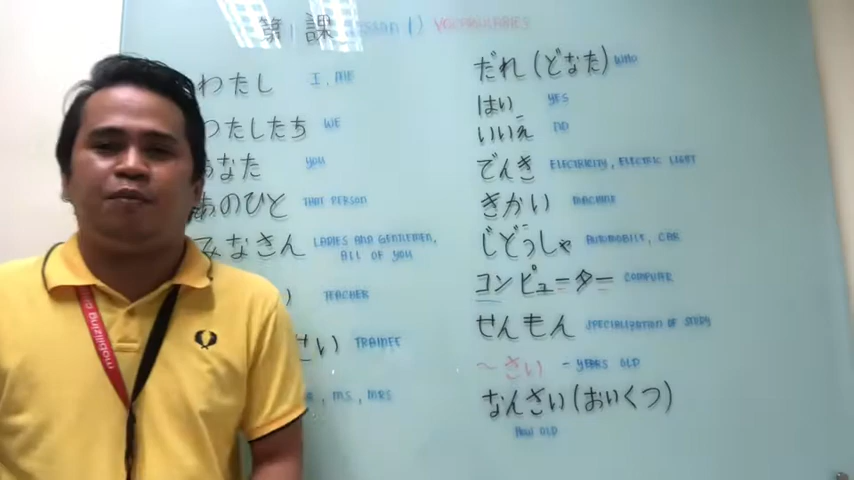 第 1 課 (Lesson 1) VOCABULARIES
わたし I, ME
わたしたち WE
あなた YOU
あのひと THAT PERSON
みなさん LADIES AND GENTLEMEN,
ALL OF YOU
TEACHER
せい TRAINEE
, MS, MRS
だれ (どなた) WHO
はい YES
いいえ NO
でんき ELECTRICITY, ELECTRIC LIGHT
きかい MACHINE
じどうしゃ AUTOMOBILE, CAR
コンピューター COMPUTER
せんもん SPECIALIZATION OF STUDY
~さい - YEARS OLD
なんさい (おいくつ)
HOW OLD
mobilizing